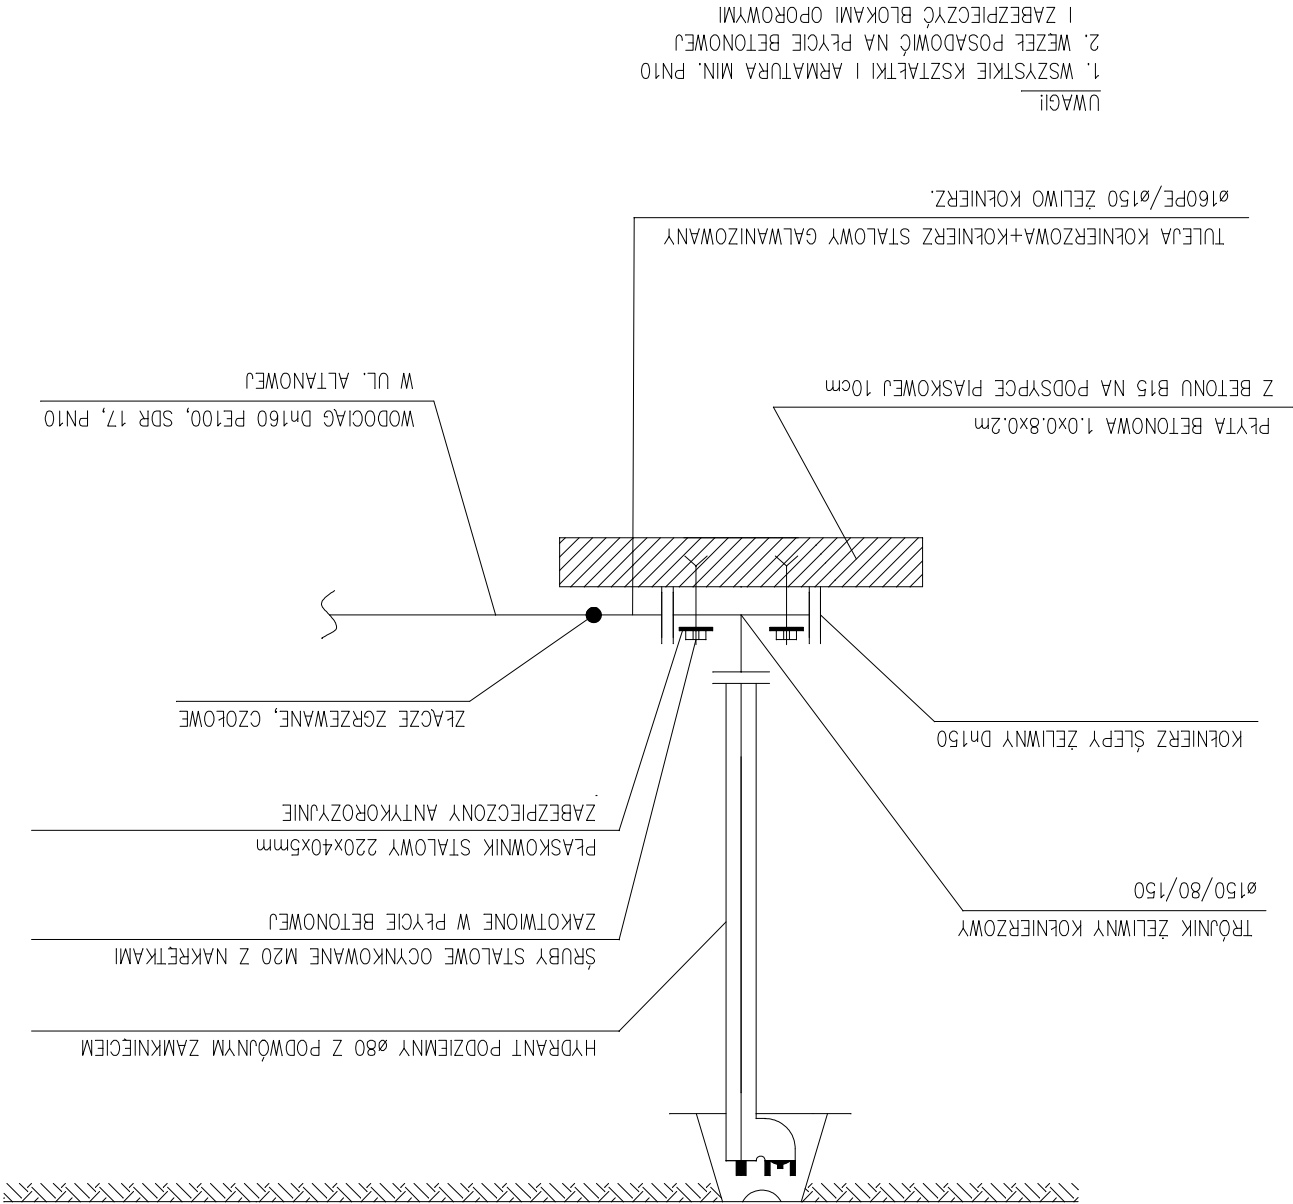 HYDRANT PODZIEMNY ø80 Z PODWÓJNYM ZAMKNIĘCIEM
TRÓJNIK ŻELIWNY KOŁNIERZOWY
ø150/80/150
ŚRUBY STALOWE OCYNKOWANE M20 Z NAKRĘTKAMI
ZAKOTWIONE W PŁYCIE BETONOWEJ
PŁASKOWNIK STALOWY 220x40x5mm
ZABEZPIECZONY ANTYKOROZYJNIE
KOŁNIERZ ŚLEPY ŻELIWNY Dn150
ZŁĄCZE ZGRZEWANE, CZOŁOWE
PŁYTA BETONOWA 1.0x0.8x0.2m
Z BETONU B15 NA PODSYPCE PIASKOWEJ 10cm
WODOCIĄG Dn160 PE100, SDR 17, PN10
W UL. ALTANOWEJ
TULEJA KOŁNIERZOWA+KOŁNIERZ STALOWY GALWANIZOWANY
ø160PE/ø150 ŻELIWO KOŁNIERZ.
UWAGI!
1. WSZYSTKIE KSZTAŁTKI I ARMATURA MIN. PN10
2. WĘZEŁ POSADOWIĆ NA PŁYCIE BETONOWEJ
I ZABEZPIECZYĆ BLOKAMI OPOROWYMI